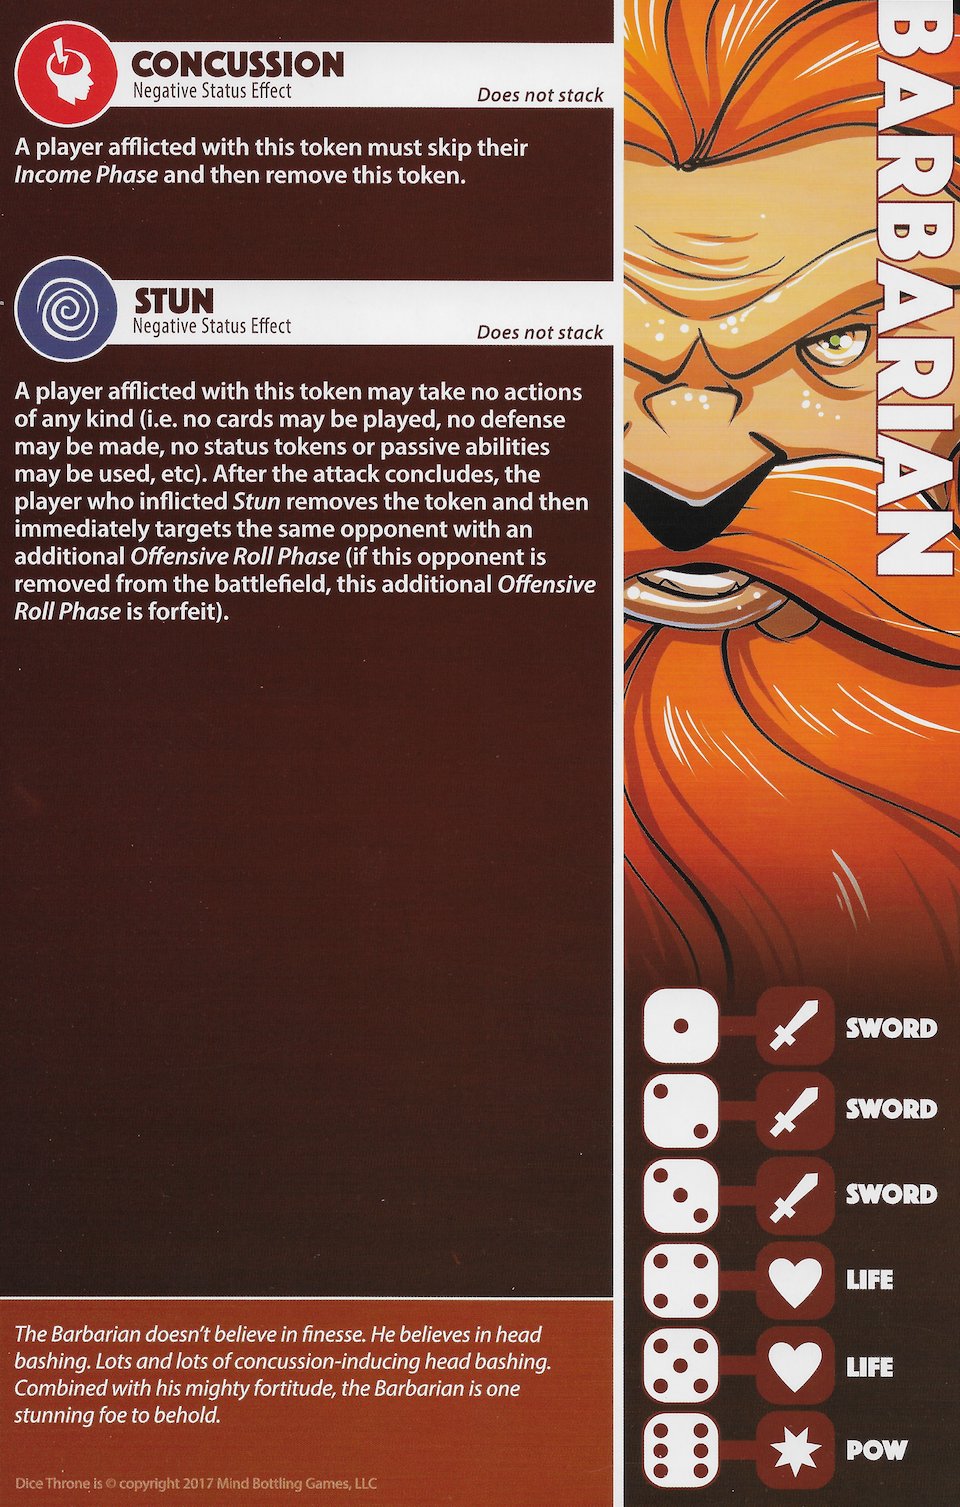 CONCUSSION
Negative Status Effect
Does not stack
A player afflicted with this token must skip their
Income Phase and then remove this token.
STUN
Negative Status Effect
Does not stack
A player afflicted with this token may take no actions
of any kind (i.e. no cards may be played, no defense
may be made, no status tokens or passive abilities
may be used, etc). After the attack concludes, the
player who inflicted Stun removes the token and then
immediately targets the same opponent with an
additional Offensive Roll Phase (if this opponent is
removed from the battlefield, this additional Offensive
Roll Phase is forfeit).
The Barbarian doesn't believe in finesse. He believes in head
bashing. Lots and lots of concussion-inducing head bashing.
Combined with his mighty fortitude, the Barbarian is one
stunning foe to behold.
Dice Throne is © copyright 2017 Mind Bottling Games, LLC
BARBARIAN
SWORD
SWORD
SWORD
LIFE
LIFE
POW